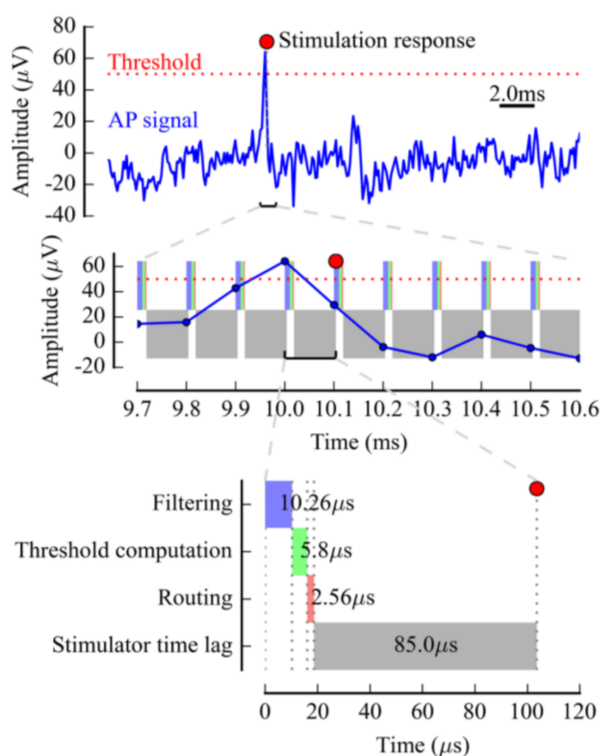 80
60
40
20
0
-20
-40
Amplitude (µV)
Stimulation response
Threshold
2.0ms
AP signal
60
40
20
0
-20
Amplitude (µV)
9.7 9.8 9.9 10.0 10.1 10.2 10.3 10.4 10.5 10.6
Time (ms)
Filtering
10.26µs
Threshold computation
5.8µs
Routing
2.56µs
Stimulator time lag
85.0µs
0 20 40 60 80 100 120
Time (µs)